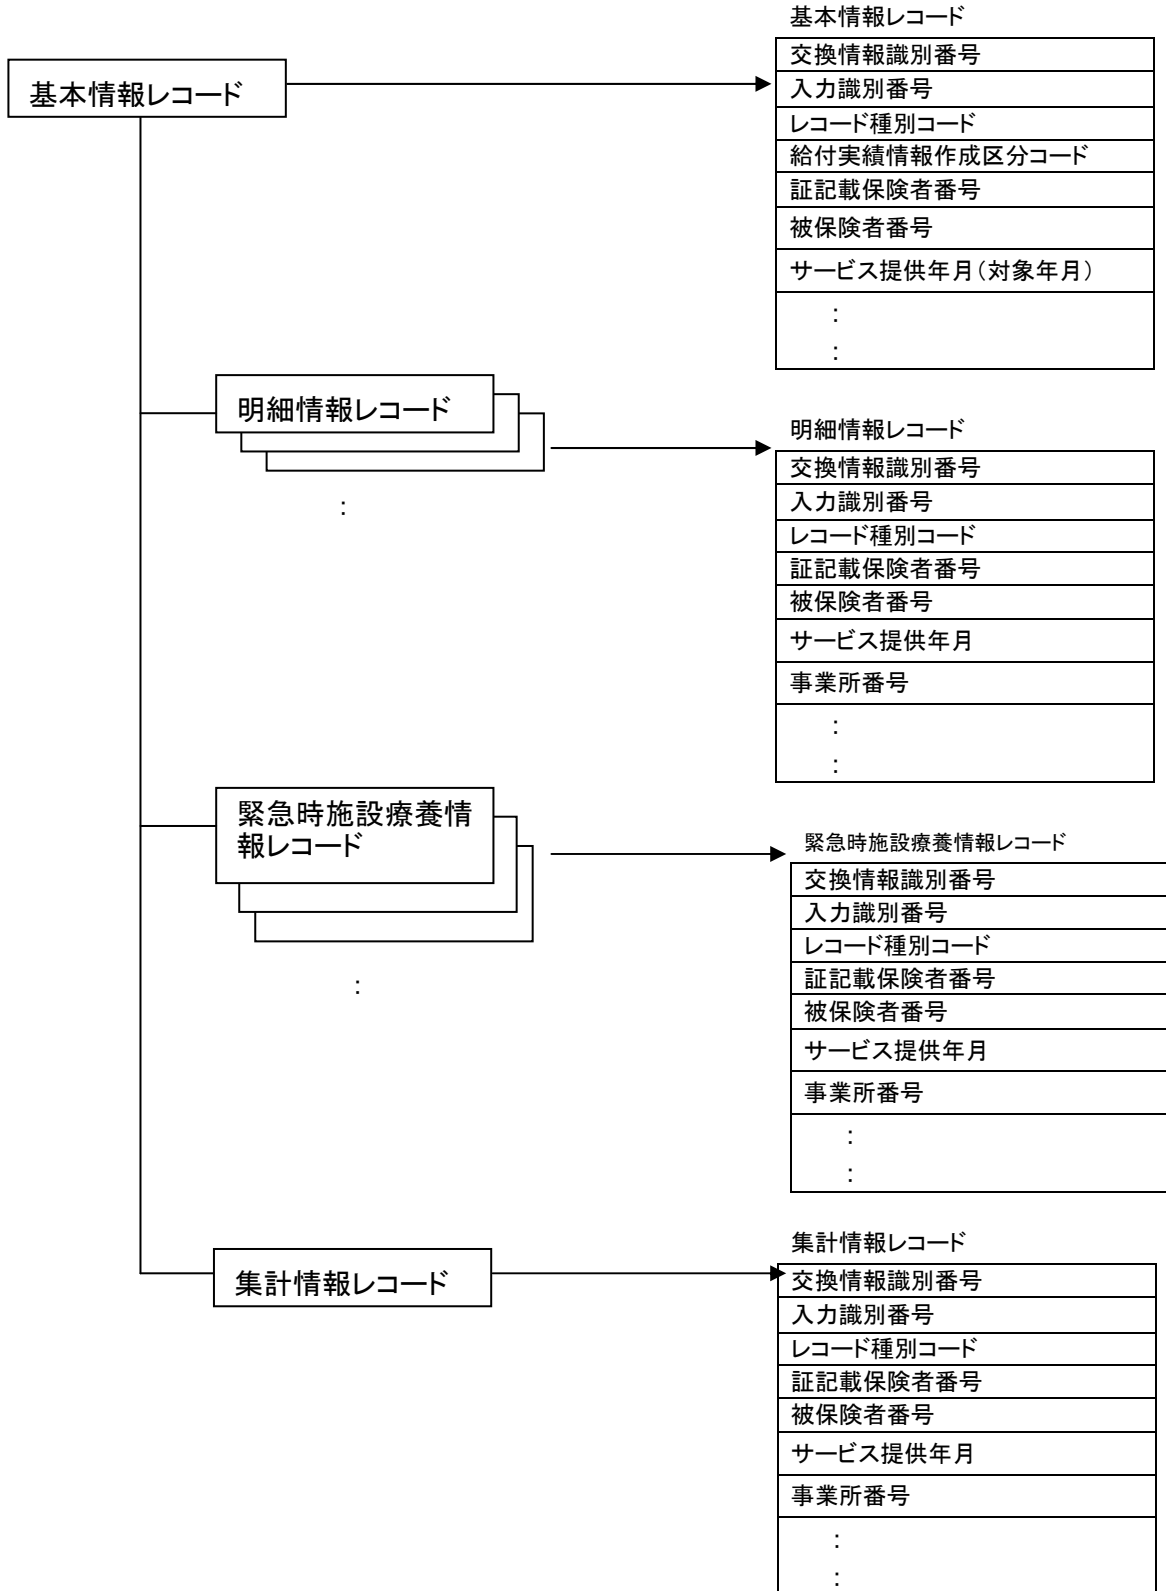 基本情報レコード
基本情報レコード
交換情報識別番号
入力識別番号
レコード種別コード
給付実績情報作成区分コード
証記載保険者番号
被保険者番号
サービス提供年月(対象年月)
:
:
明細情報レコード
:
明細情報レコード
交換情報識別番号
入力識別番号
レコード種別コード
証記載保険者番号
被保険者番号
サービス提供年月
事業所番号
:
:
緊急時施設療養情
報レコード
:
緊急時施設療養情報レコード
交換情報識別番号
入力識別番号
レコード種別コード
証記載保険者番号
被保険者番号
サービス提供年月
事業所番号
:
:
集計情報レコード
集計情報レコード
交換情報識別番号
入力識別番号
レコード種別コード
証記載保険者番号
被保険者番号
サービス提供年月
事業所番号
:
: